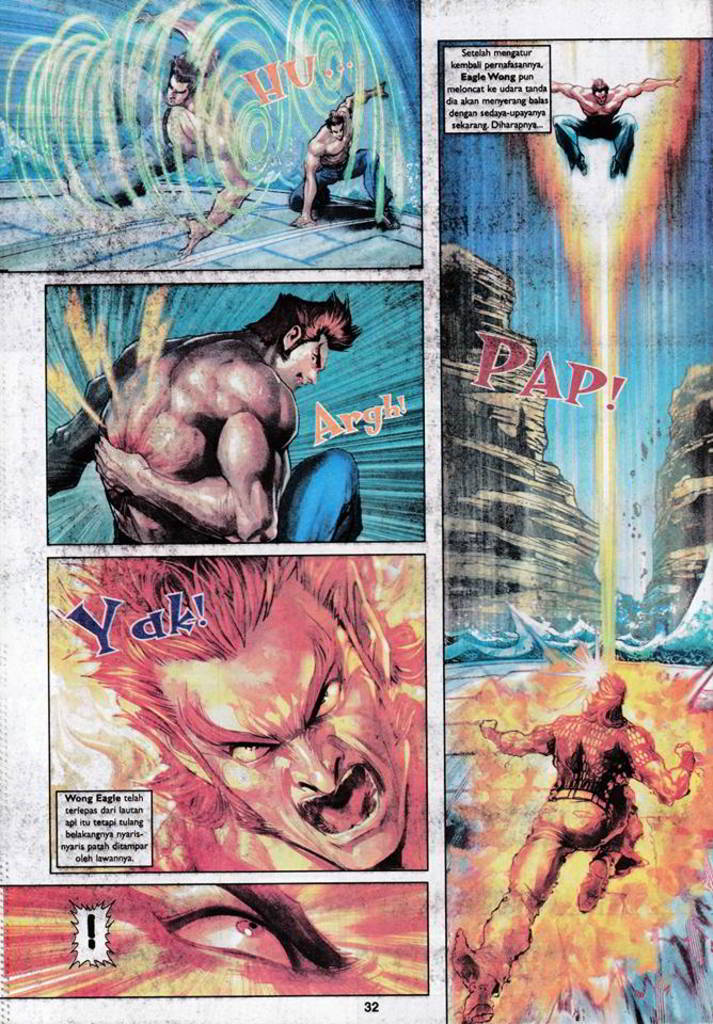 HU...
Argh!
Yak!
Wong Eagle telah
terlepas dari lautan
api itu tetapi tulang
belakangnya nyaris-
nyaris patah ditampar
oleh lawannya.
!
Setelah mengatur
kembali pernafasannya,
Eagle Wong pun
meloncat ke udara tanda
dia akan menyerang balas
dengan sedaya-upayanya
sekarang. Diharapnya...
PAP!
32